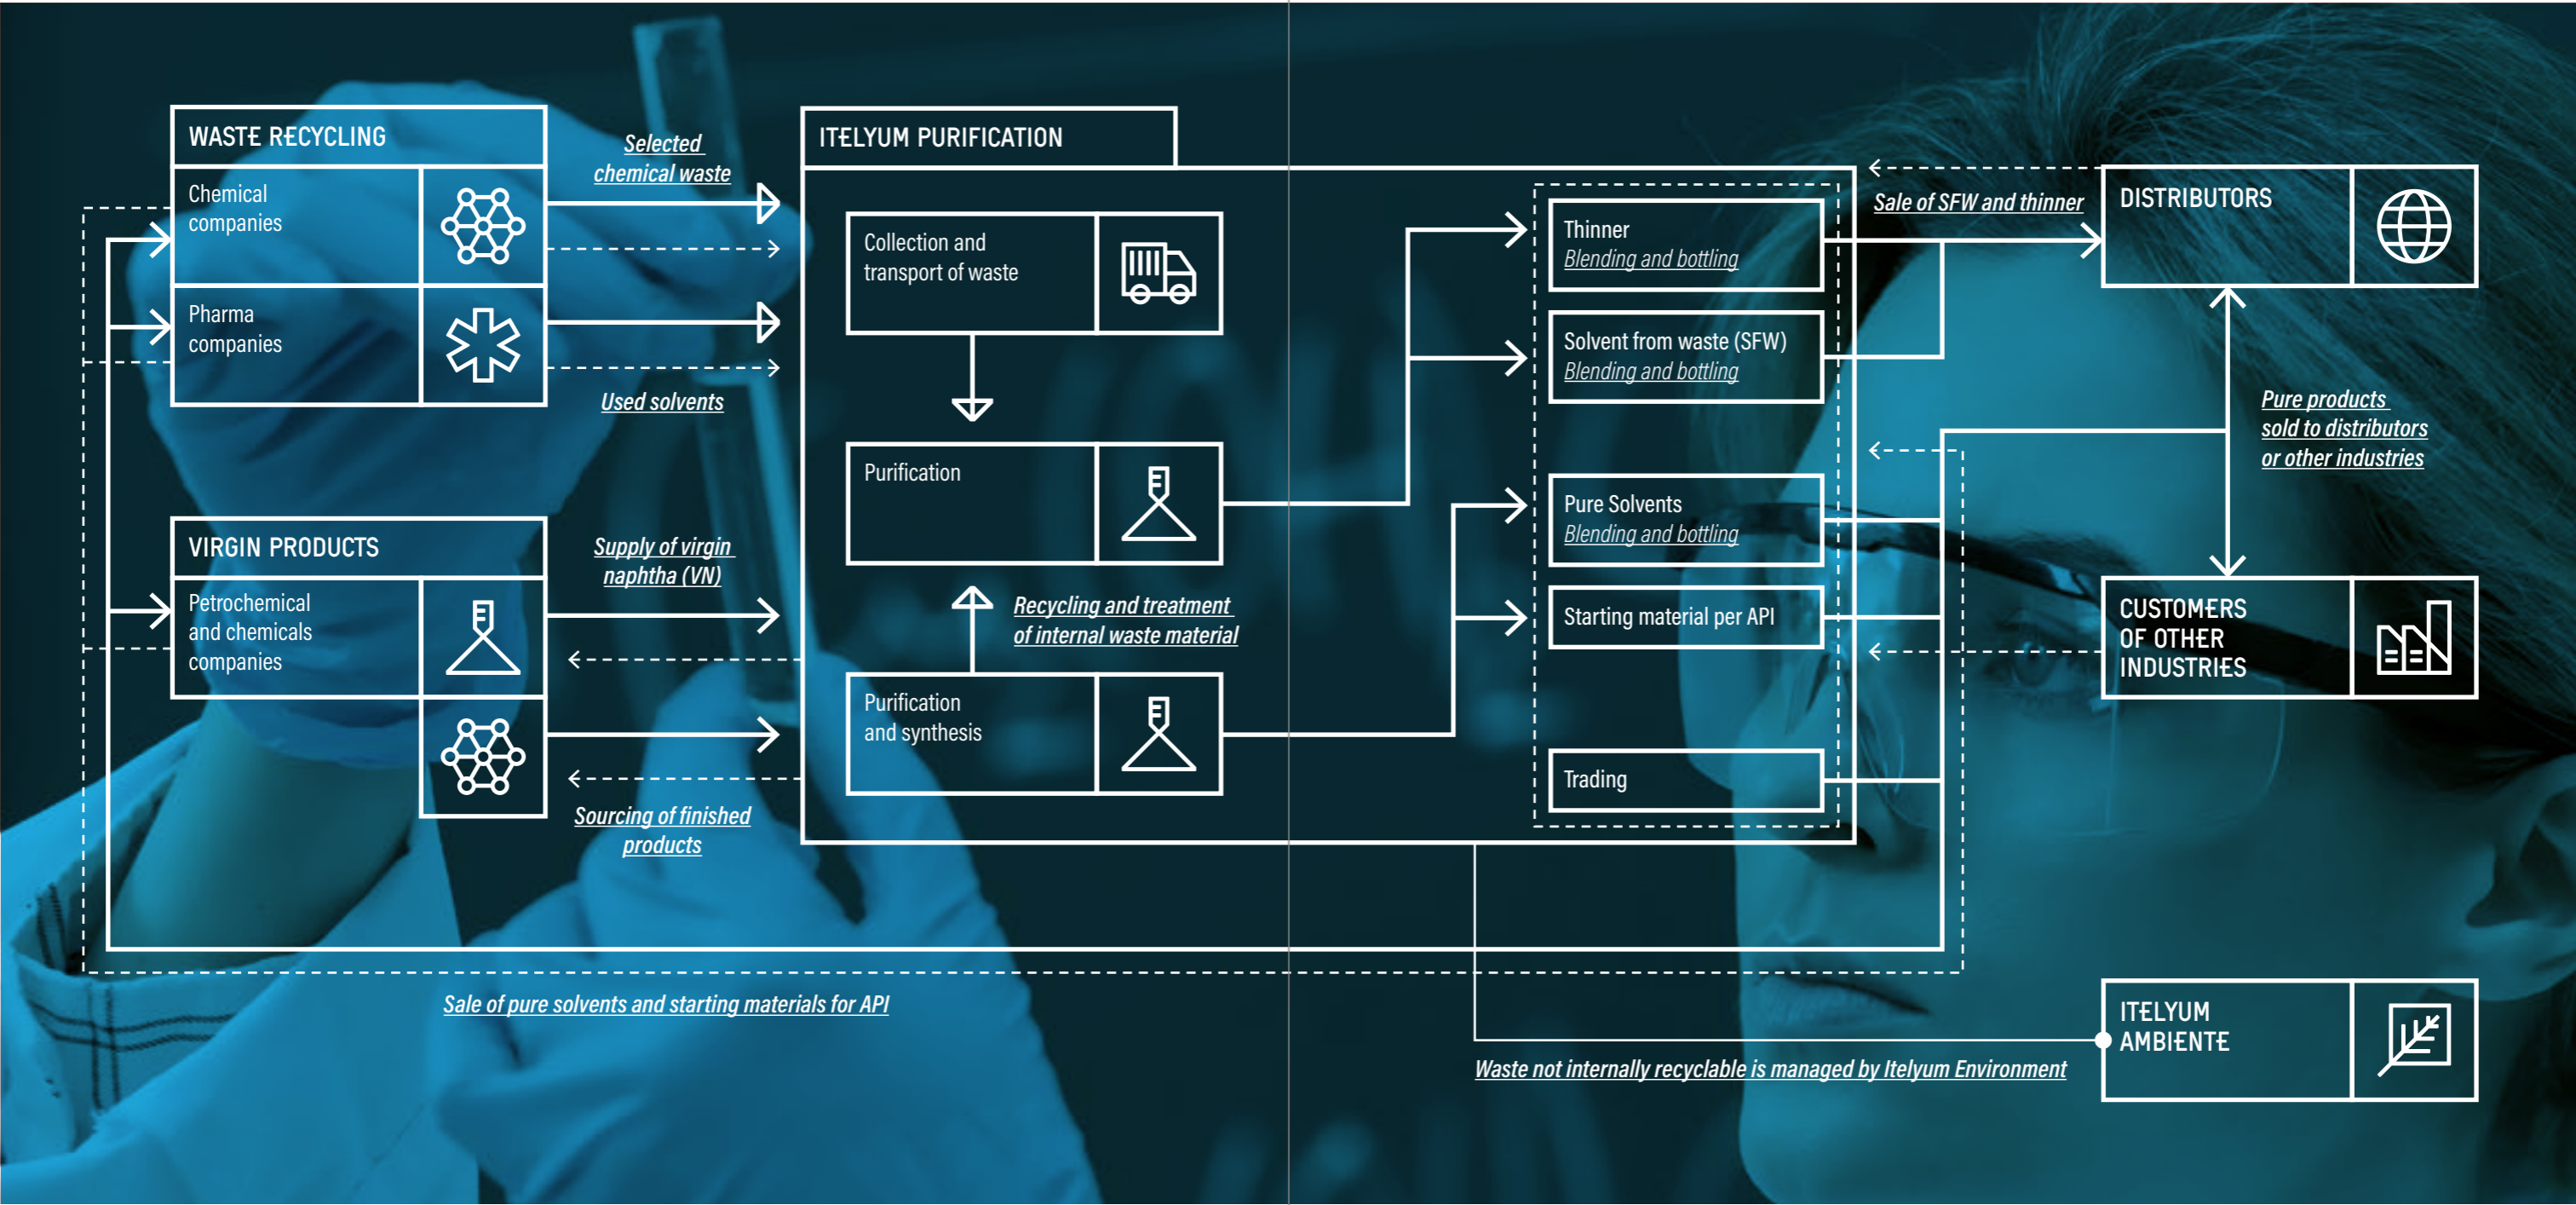 WASTE RECYCLING
Chemical
companies
Pharma
companies
Selected
chemical waste
Used solvents
VIRGIN PRODUCTS
Petrochemical
and chemicals
companies
Supply of virgin
naphtha (VN)
Sourcing of finished
products
ITELYUM PURIFICATION
Collection and
transport of waste
Purification
Recycling and treatment
of internal waste material
Purification
and synthesis
Thinner
Blending and bottling
Solvent from waste (SFW)
Blending and bottling
Pure Solvents
Blending and bottling
Starting material per API
Trading
Sale of SFW and thinner
DISTRIBUTORS
Pure products
sold to distributors
or other industries
CUSTOMERS
OF OTHER
INDUSTRIES
Sale of pure solvents and starting materials for API
Waste not internally recyclable is managed by Itelyum Environment
ITELYUM
AMBIENTE